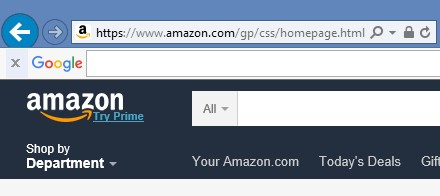 https://www.amazon.com/gp/css/homepage.html
x Google
amazon
Try Prime
All
Shop by
Department
Your Amazon.com Today's Deals Gif